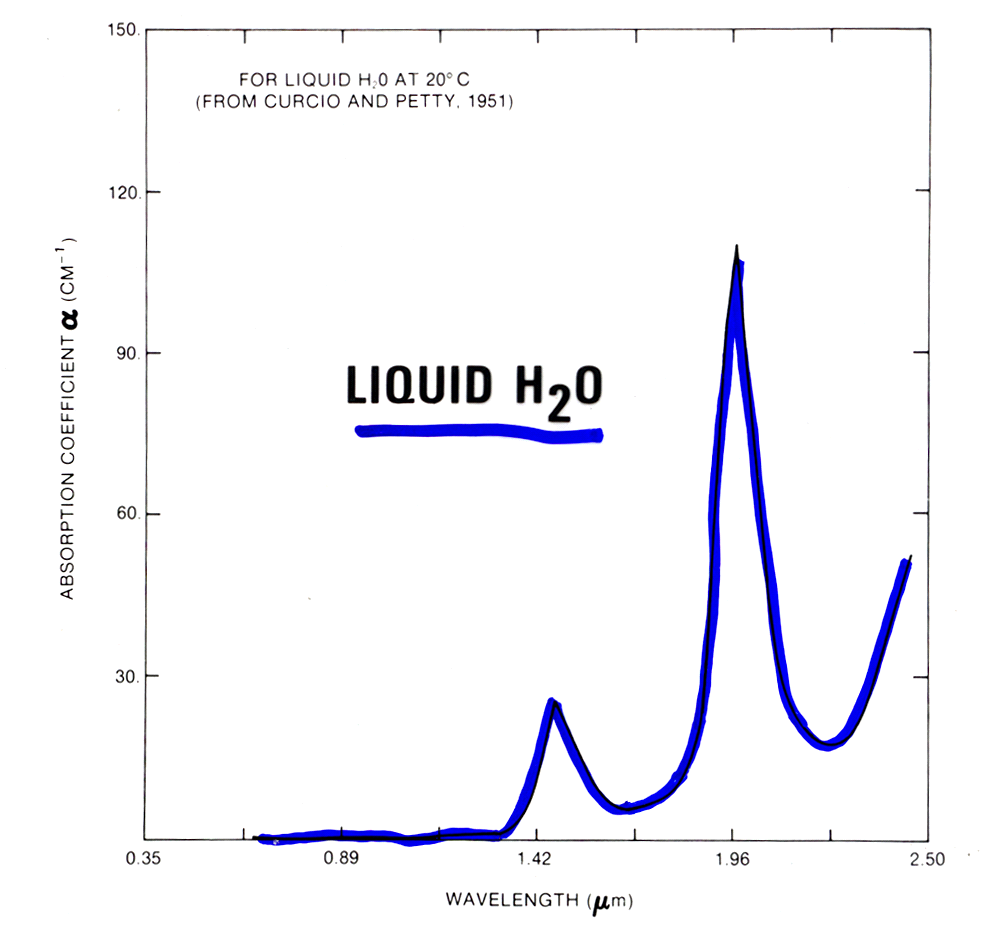 150.
FOR LIQUID H₂O AT 20° C
(FROM CURCIO AND PETTY, 1951)
120.
90.
60.
30.
ABSORPTION COEFFICIENT α (CM⁻¹)
LIQUID H₂O
0.35 0.89 1.42 1.96 2.50
WAVELENGTH (μm)